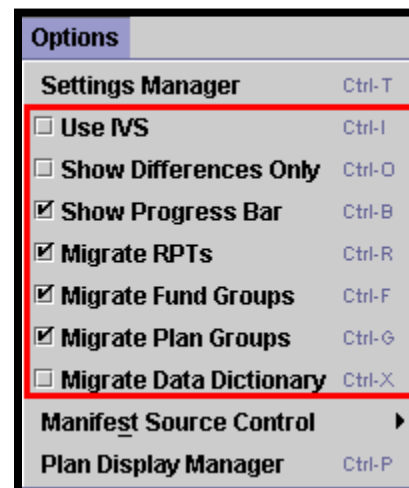 Options
Settings Manager Ctrl-T
Use IVS Ctrl-I
Show Differences Only Ctrl-O
Show Progress Bar Ctrl-B
Migrate RPTs Ctrl-R
Migrate Fund Groups Ctrl-F
Migrate Plan Groups Ctrl-G
Migrate Data Dictionary Ctrl-X
Manifest Source Control
Plan Display Manager Ctrl-P